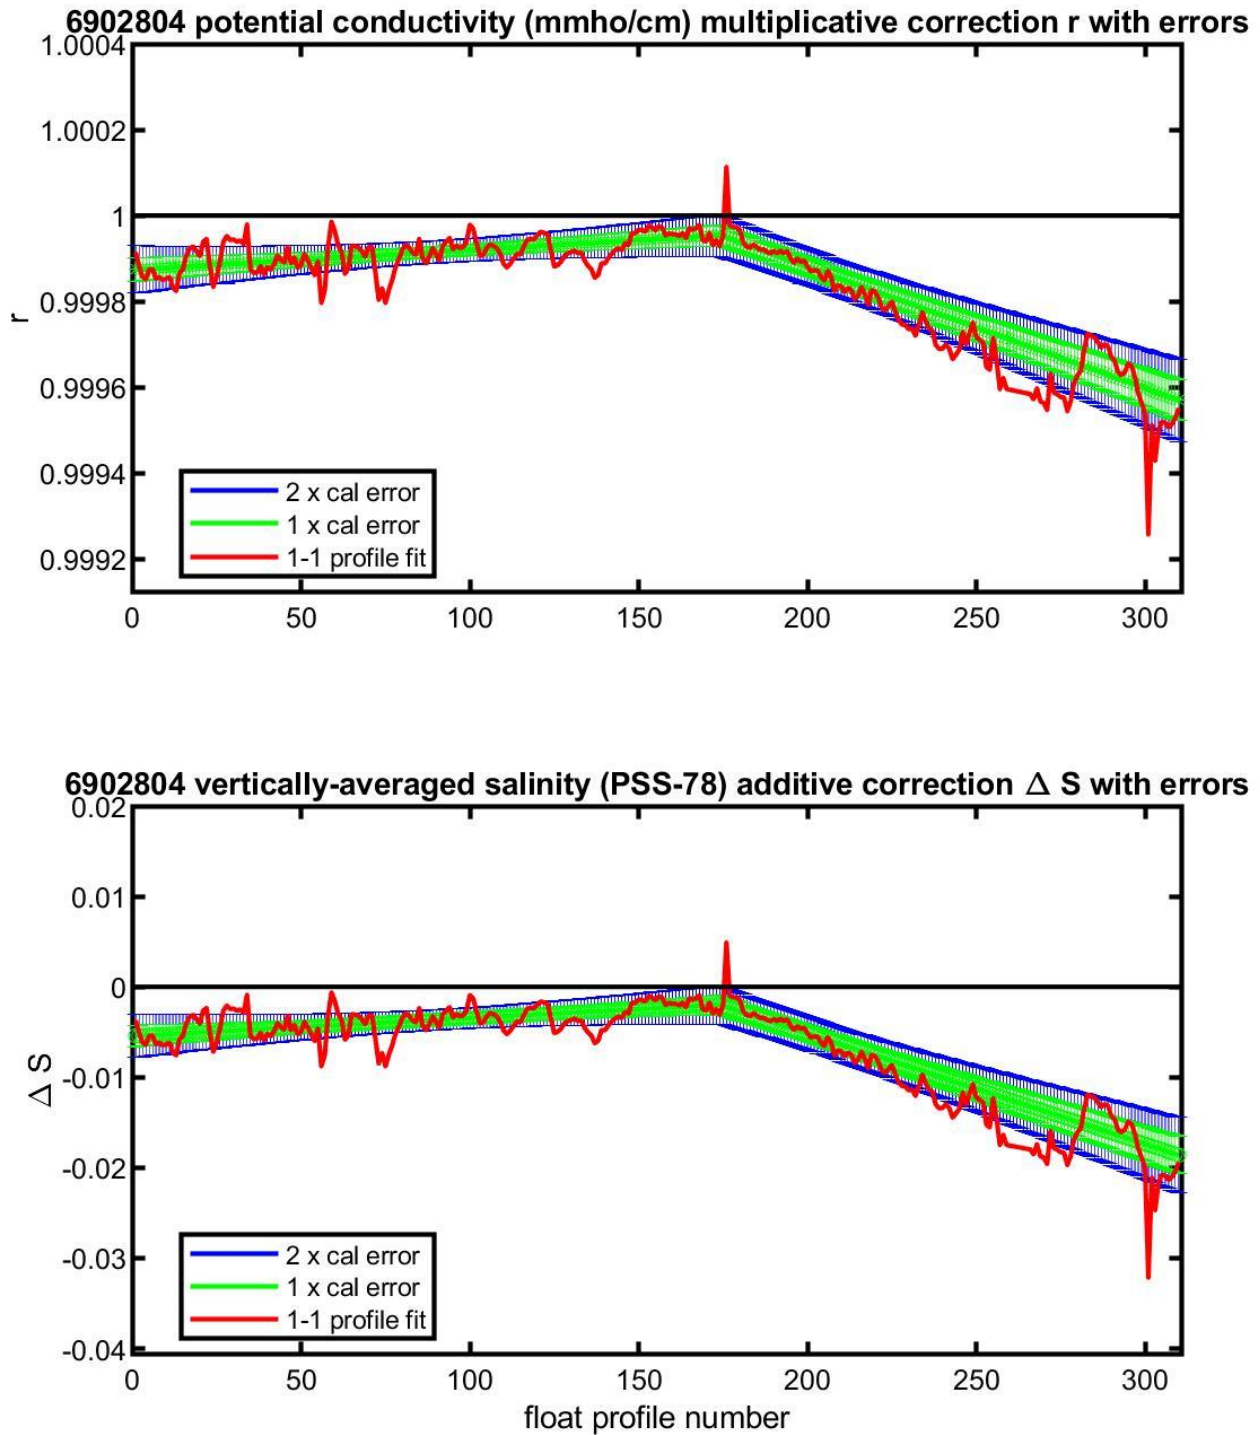 6902804 potential conductivity (mmho/cm) multiplicative correction r with errors
1.0004
1.0002
1
0.9998
0.9996
0.9994
0.9992
r
2 x cal error
1 x cal error
1-1 profile fit
0 50 100 150 200 250 300
6902804 vertically-averaged salinity (PSS-78) additive correction Δ S with errors
0.02
0.01
0
-0.01
-0.02
-0.03
-0.04
Δ S
2 x cal error
1 x cal error
1-1 profile fit
0 50 100 150 200 250 300
float profile number